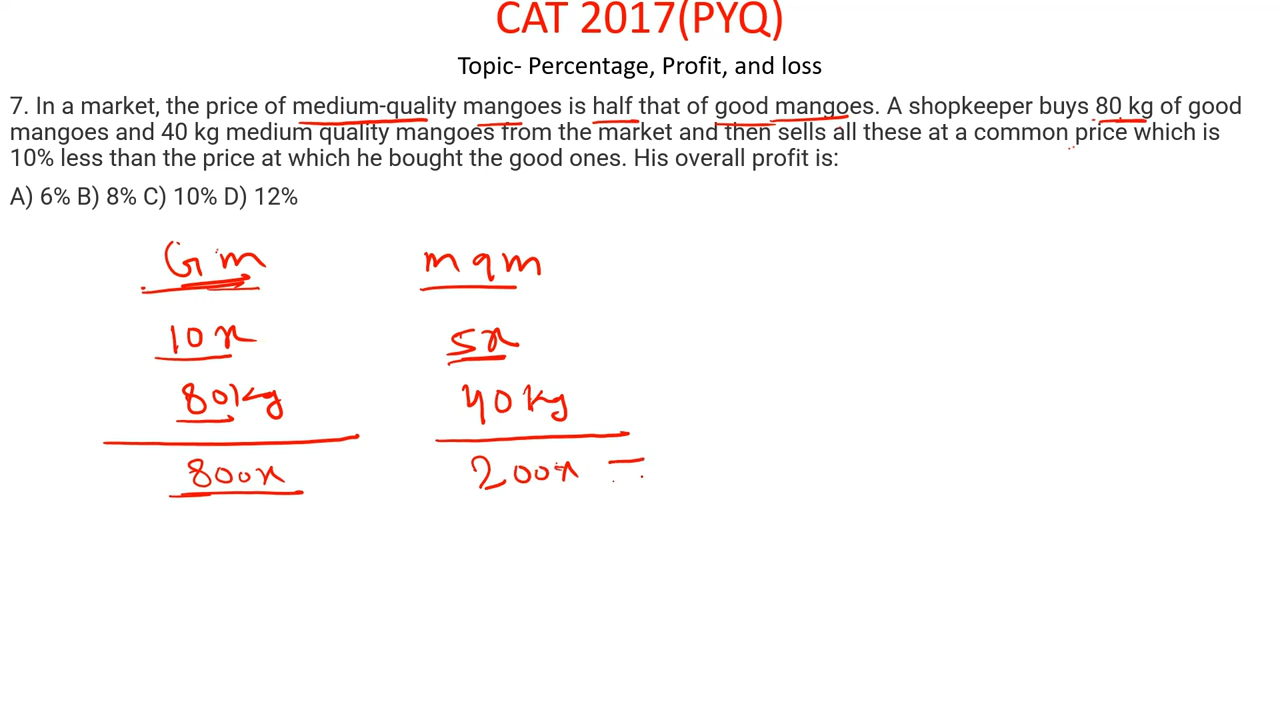 CAT 2017(PYQ)
Topic- Percentage, Profit, and loss
7. In a market, the price of medium-quality mangoes is half that of good mangoes. A shopkeeper buys 80 kg of good
mangoes and 40 kg medium quality mangoes from the market and then sells all these at a common price which is
10% less than the price at which he bought the good ones. His overall profit is:
A) 6% B) 8% C) 10% D) 12%
Gm mqm
10x 5x
80kg 40kg
800x 200x =